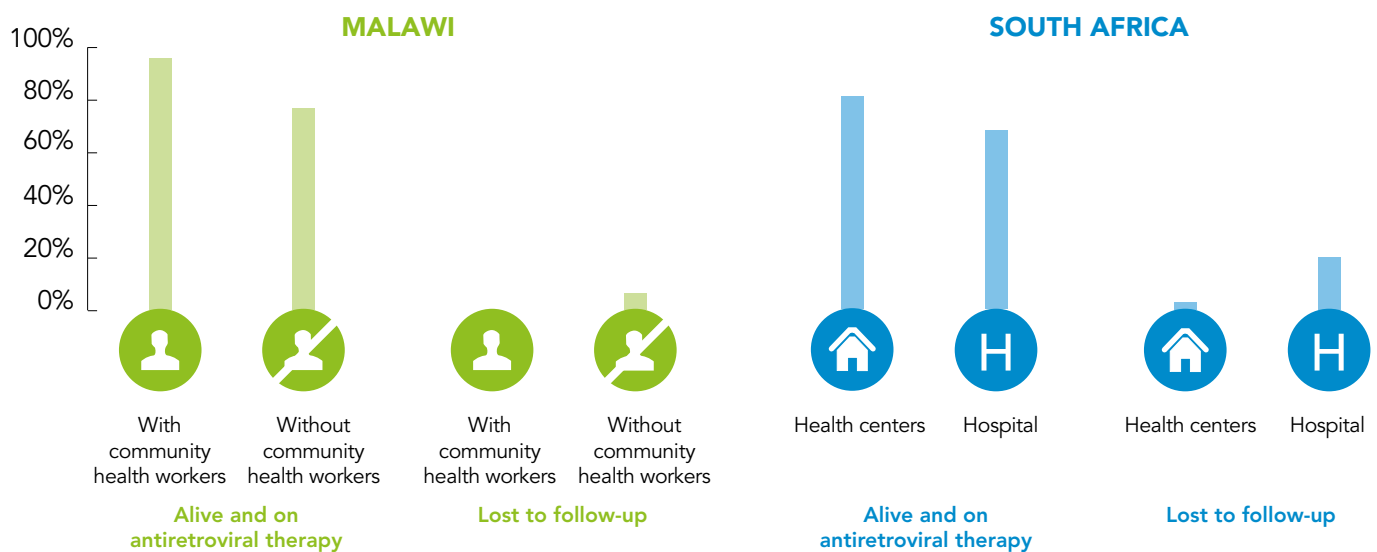 MALAWI
100%
80%
60%
40%
20%
0%
With
community
health workers
Without
community
health workers
With
community
health workers
Without
community
health workers
Alive and on
antiretroviral therapy
Lost to follow-up
SOUTH AFRICA
H
H
Health centers
Hospital
Health centers
Hospital
Alive and on
antiretroviral therapy
Lost to follow-up